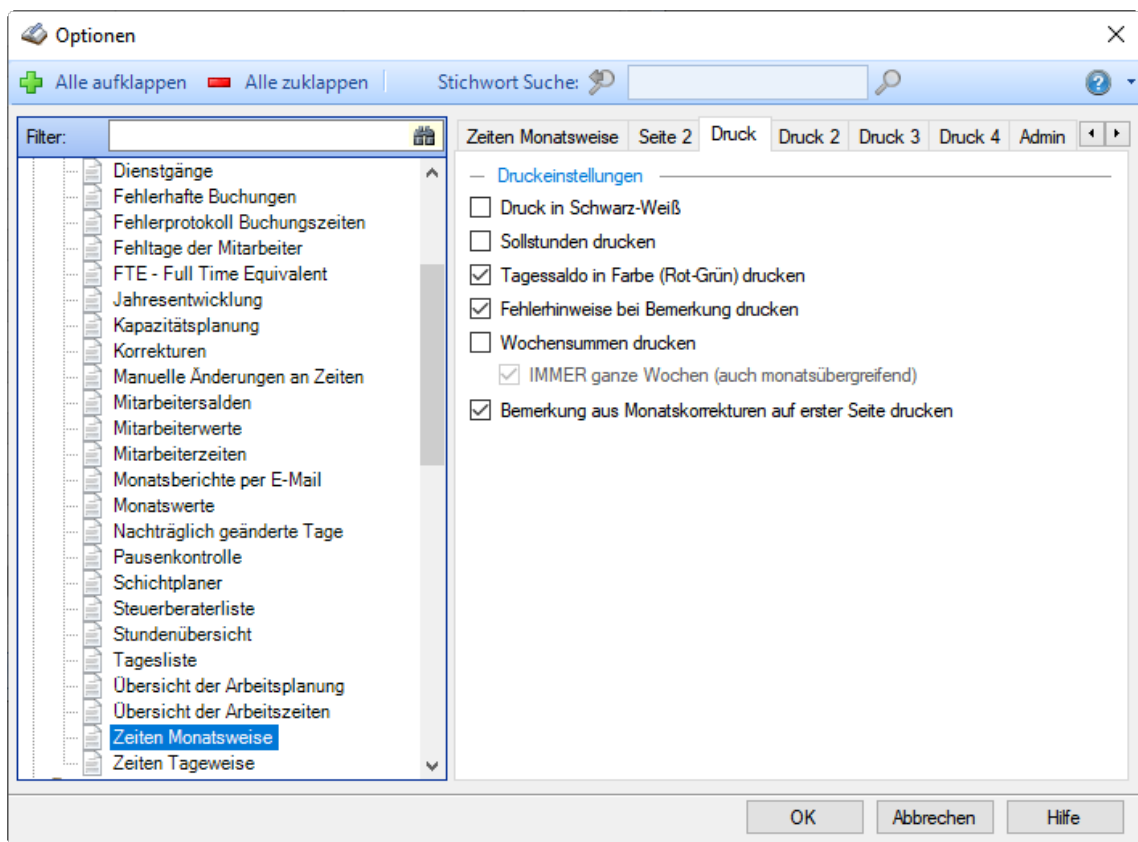 Optionen
Alle aufklappen Alle zuklappen Stichwort Suche:
Filter:
Dienstgänge
Fehlerhafte Buchungen
Fehlerprotokoll Buchungszeiten
Fehltage der Mitarbeiter
FTE - Full Time Equivalent
Jahresentwicklung
Kapazitätsplanung
Korrekturen
Manuelle Änderungen an Zeiten
Mitarbeitersalden
Mitarbeiterwerte
Mitarbeiterzeiten
Monatsberichte per E-Mail
Monatswerte
Nachträglich geänderte Tage
Pausenkontrolle
Schichtplaner
Steuerberaterliste
Stundenübersicht
Tagesliste
Übersicht der Arbeitsplanung
Übersicht der Arbeitszeiten
Zeiten Monatsweise
Zeiten Tageweise
Zeiten Monatsweise Seite 2 Druck Druck 2 Druck 3 Druck 4 Admin
Druckeinstellungen
Druck in Schwarz-Weiß
Sollstunden drucken
Tagessaldo in Farbe (Rot-Grün) drucken
Fehlerhinweise bei Bemerkung drucken
Wochensummen drucken
IMMER ganze Wochen (auch monatsübergreifend)
Bemerkung aus Monatskorrekturen auf erster Seite drucken
OK Abbrechen Hilfe